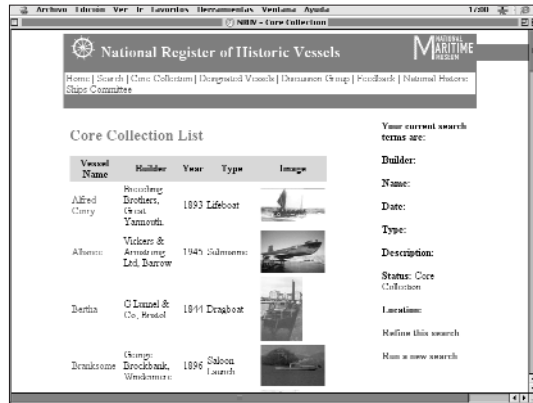 Archivo Edición Ver Ir Favoritos Herramientas Ventana Ayuda 17:00
NRHV - Core Collection
National Register of Historic Vessels
NATIONAL
MARITIME
MUSEUM
Home | Search | Core Collection | Designated Vessels | Discussion Group | Feedback | National Historic
Ships Committee
Core Collection List
Your current search
terms are:
Builder:
Name:
Date:
Type:
Description:
Status: Core
Collection
Location:
Refine this search
Run a new search
Vessel
Name
Builder Year Type Image
Alfred
Corry
Brothers,
Great
Yarmouth.
1893 Lifeboat
Alliance
Vickers &
Armstrong
Ltd, Barrow
1945 Submarine
Bertha
& Co, Bristol
1844 Dragboat
Branksome
George
Brockbank,
Windermere
1896 Saloon
Launch